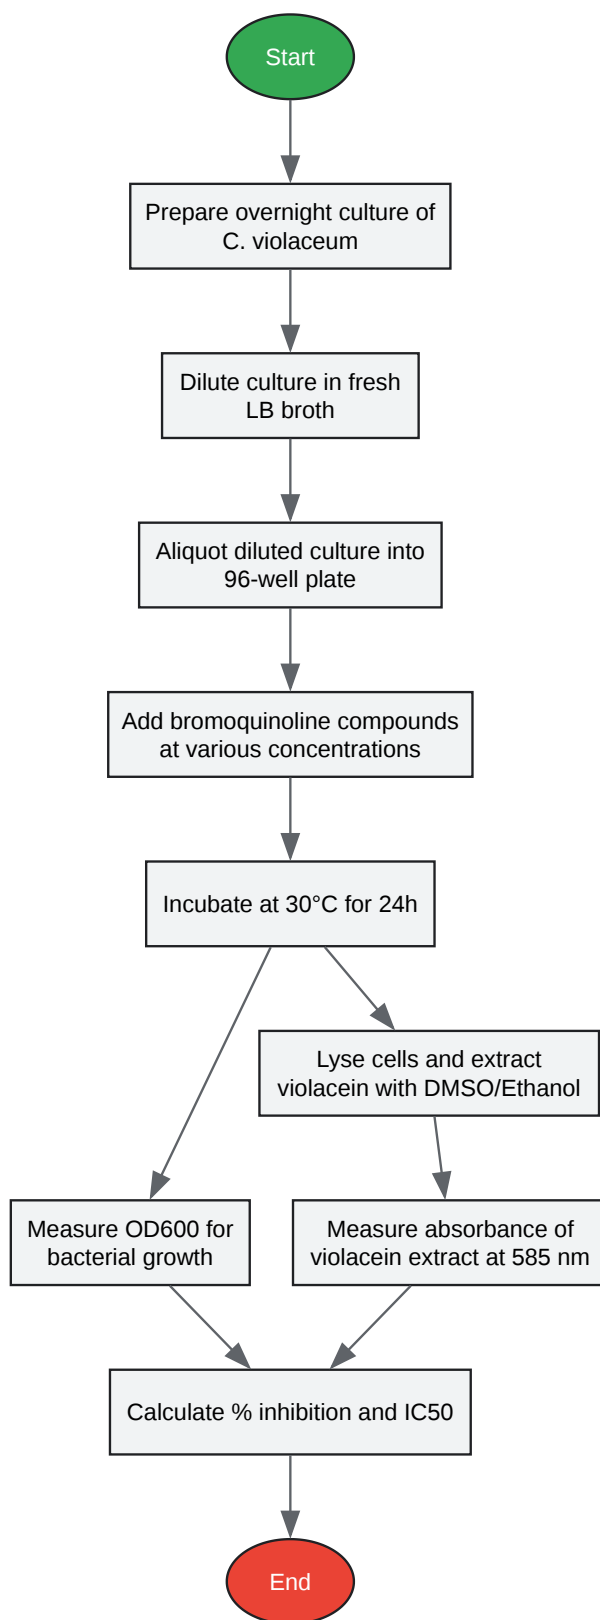 Start
Prepare overnight culture of
C. violaceum
Dilute culture in fresh
LB broth
Aliquot diluted culture into
96-well plate
Add bromoquinoline compounds
at various concentrations
Incubate at 30°C for 24h
Lyse cells and extract
violacein with DMSO/Ethanol
Measure OD600 for
bacterial growth
Measure absorbance of
violacein extract at 585 nm
Calculate % inhibition and IC50
End